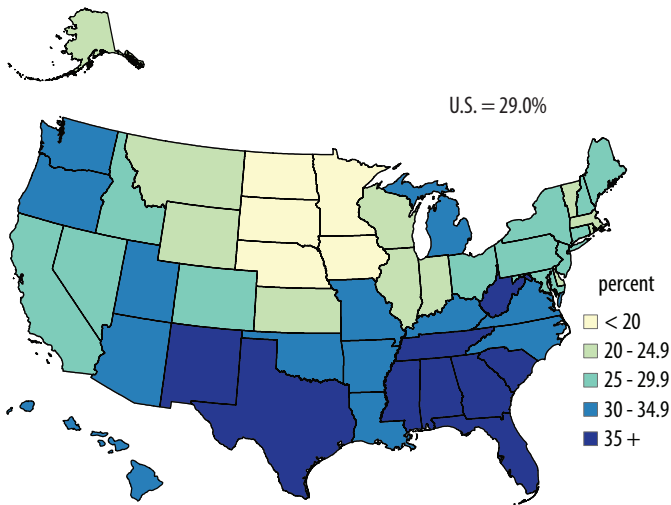 U.S. = 29.0%
percent
< 20
20 - 24.9
25 - 29.9
30 - 34.9
35 +